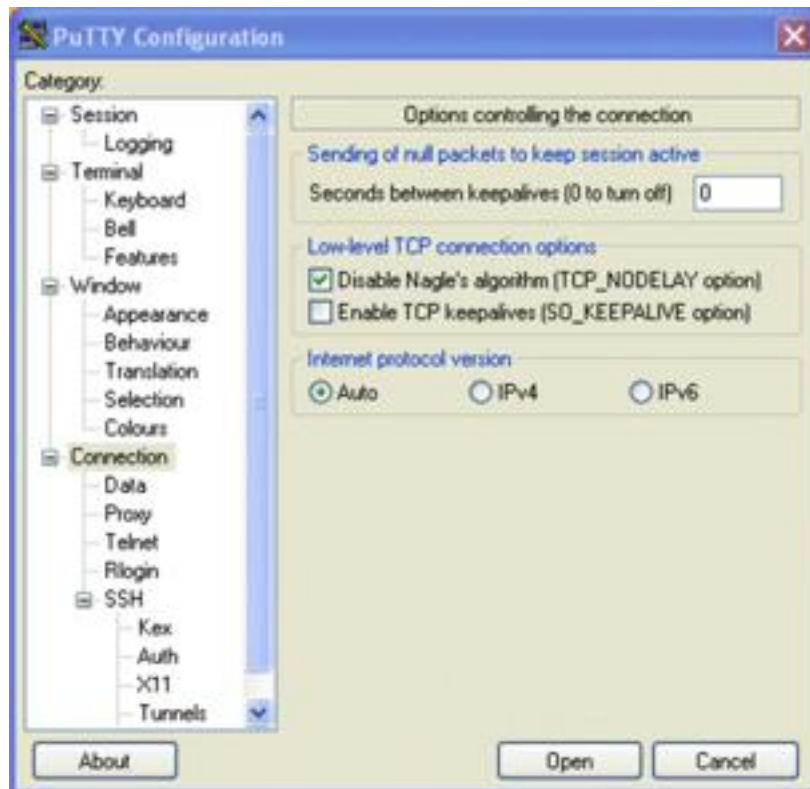 PuTTY Configuration
Category:
Session
Logging
Terminal
Keyboard
Bell
Features
Window
Appearance
Behaviour
Translation
Selection
Colours
Connection
Data
Proxy
Telnet
Rlogin
SSH
Kex
Auth
X11
Tunnels
Options controlling the connection
Sending of null packets to keep session active
Seconds between keepalives (0 to turn off) 0
Low-level TCP connection options
Disable Nagle's algorithm (TCP_NODELAY option)
Enable TCP keepalives (SO_KEEPALIVE option)
Internet protocol version
Auto IPv4 IPv6
About Open Cancel